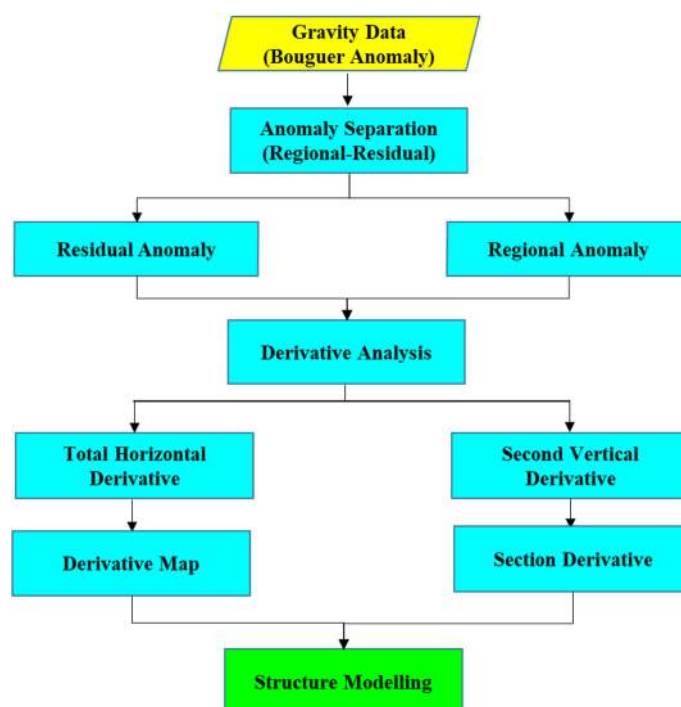 Gravity Data
(Bouguer Anomaly)
Anomaly Separation
(Regional-Residual)
Residual Anomaly
Regional Anomaly
Derivative Analysis
Total Horizontal
Derivative
Second Vertical
Derivative
Derivative Map
Section Derivative
Structure Modelling